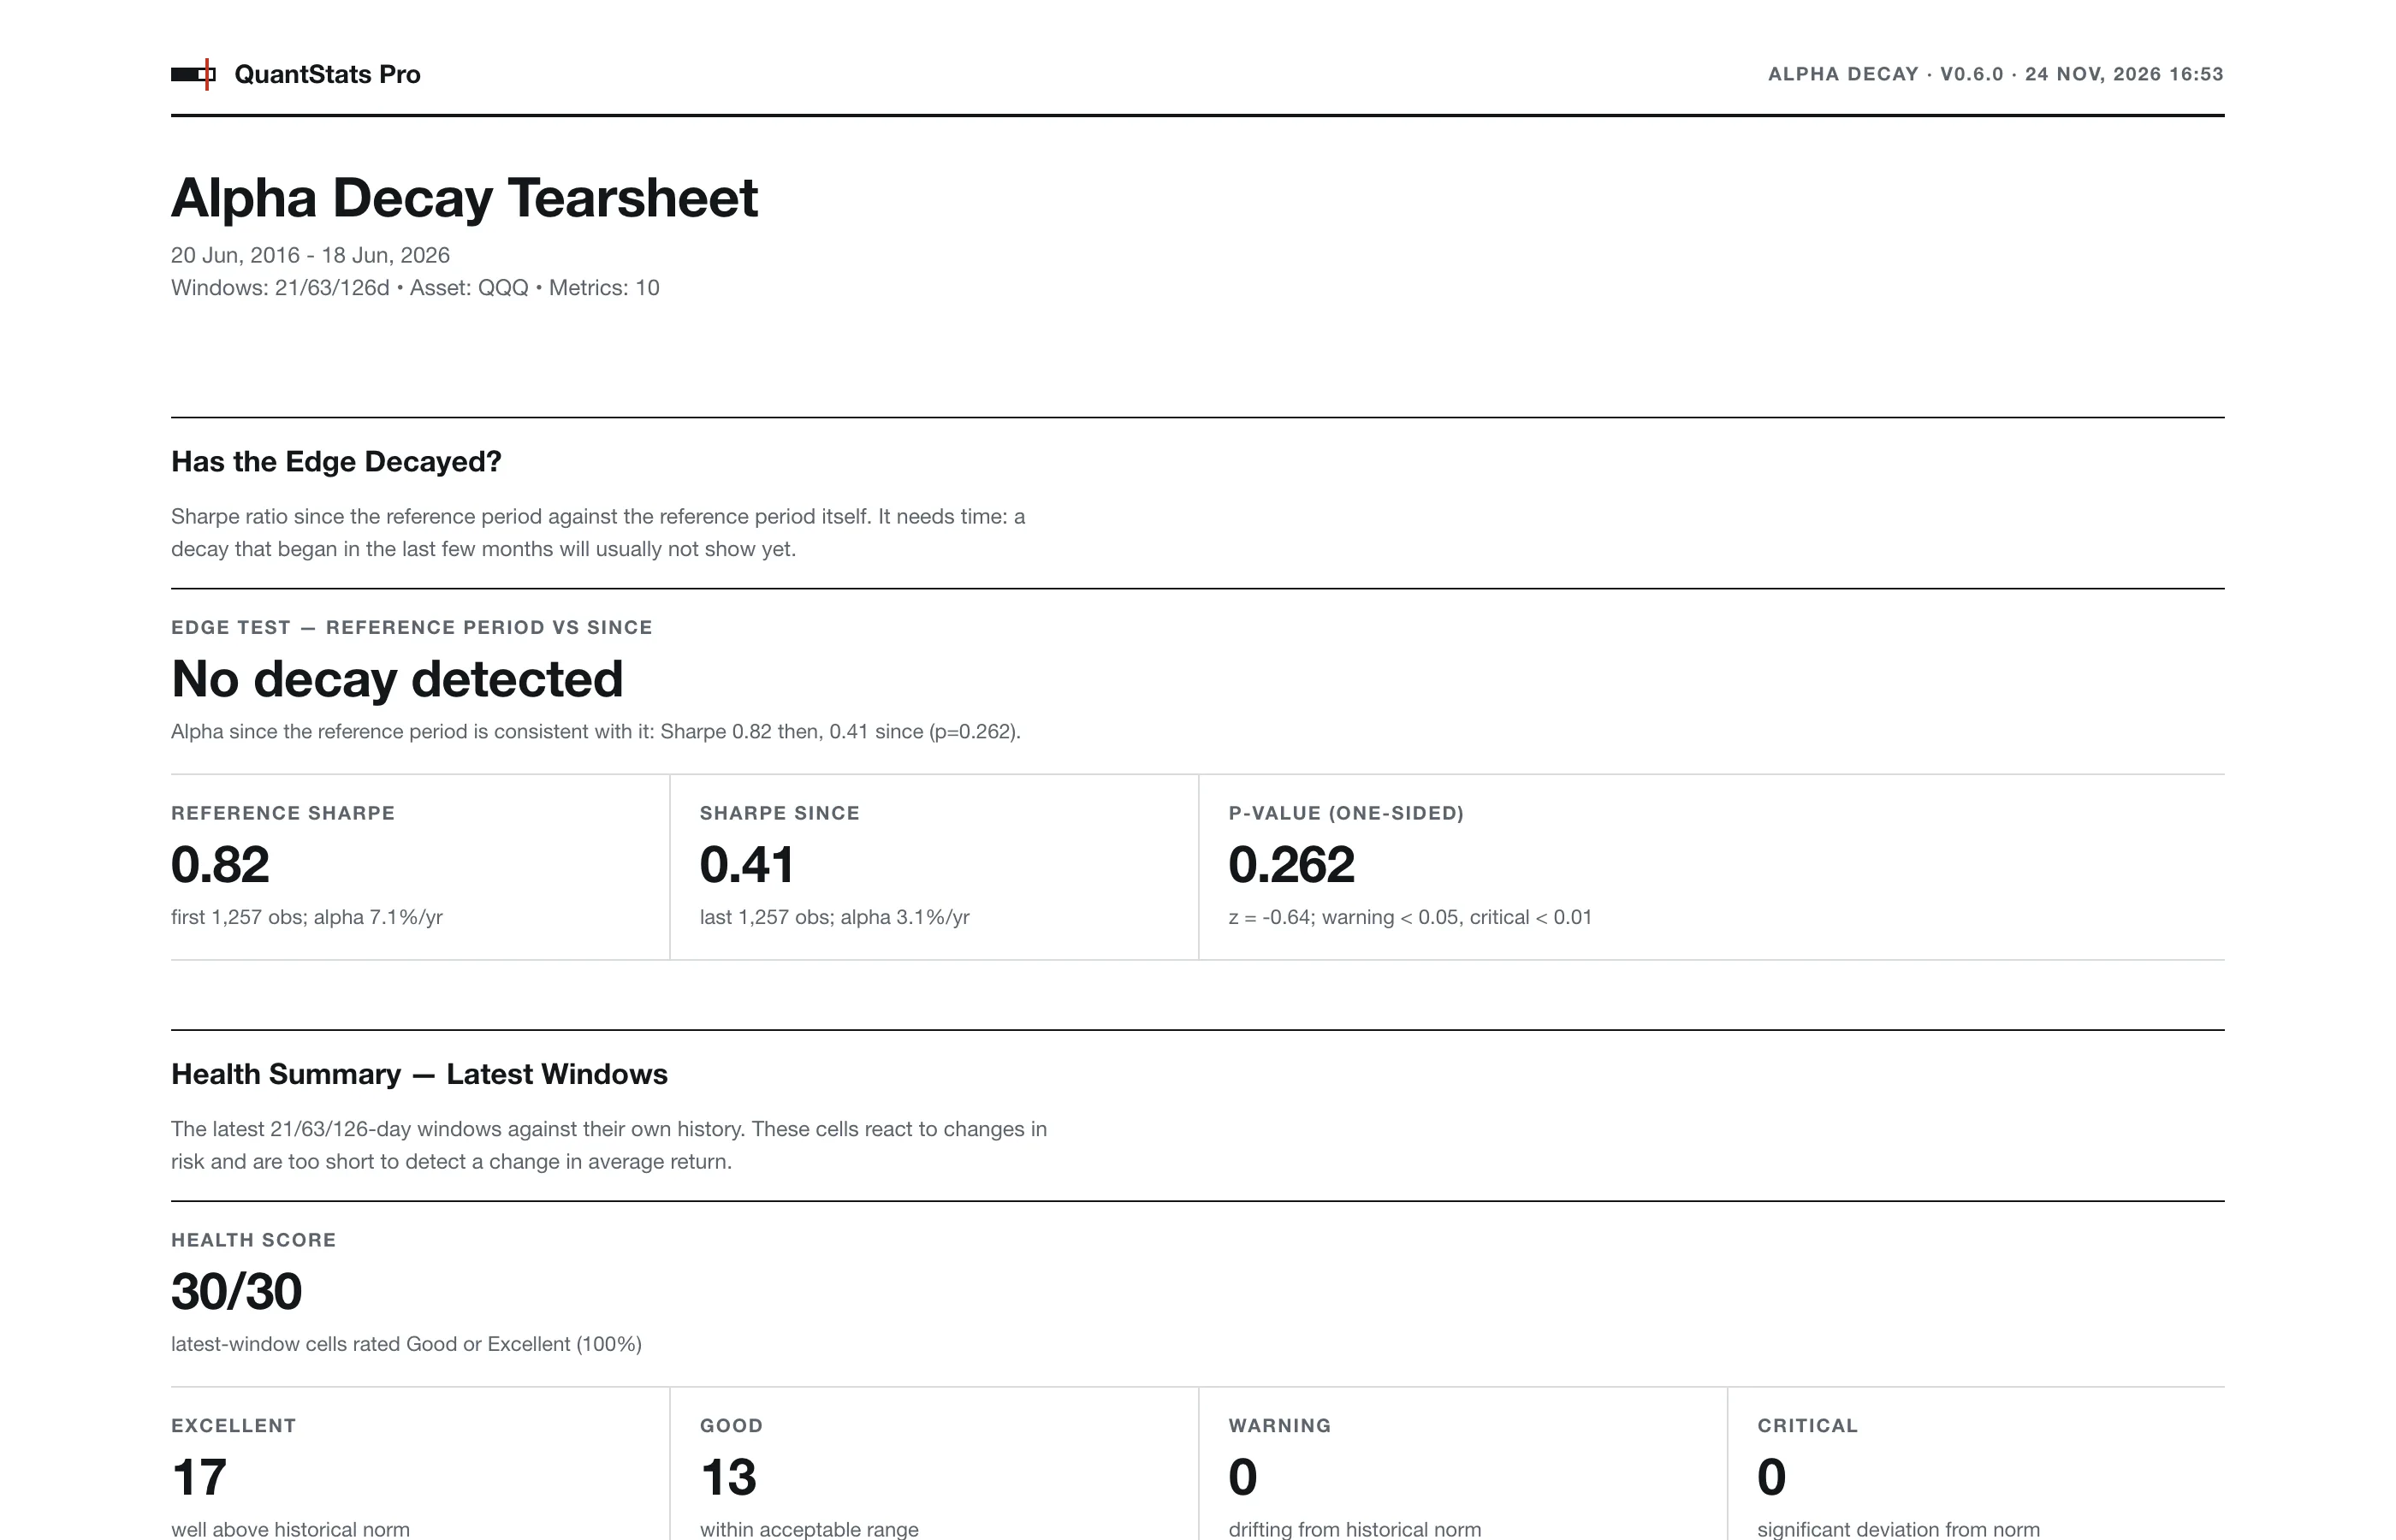 QuantStats Pro
ALPHA DECAY · V0.6.0 · 24 NOV, 2026 16:53
Alpha Decay Tearsheet
20 Jun, 2016 - 18 Jun, 2026
Windows: 21/63/126d • Asset: QQQ • Metrics: 10
Has the Edge Decayed?
Sharpe ratio since the reference period against the reference period itself. It needs time: a
decay that began in the last few months will usually not show yet.
EDGE TEST — REFERENCE PERIOD VS SINCE
No decay detected
Alpha since the reference period is consistent with it: Sharpe 0.82 then, 0.41 since (p=0.262).
REFERENCE SHARPE
0.82
first 1,257 obs; alpha 7.1%/yr
SHARPE SINCE
0.41
last 1,257 obs; alpha 3.1%/yr
P-VALUE (ONE-SIDED)
0.262
z = -0.64; warning < 0.05, critical < 0.01
Health Summary — Latest Windows
The latest 21/63/126-day windows against their own history. These cells react to changes in
risk and are too short to detect a change in average return.
HEALTH SCORE
30/30
latest-window cells rated Good or Excellent (100%)
EXCELLENT
17
well above historical norm
GOOD
13
within acceptable range
WARNING
0
drifting from historical norm
CRITICAL
0
significant deviation from norm